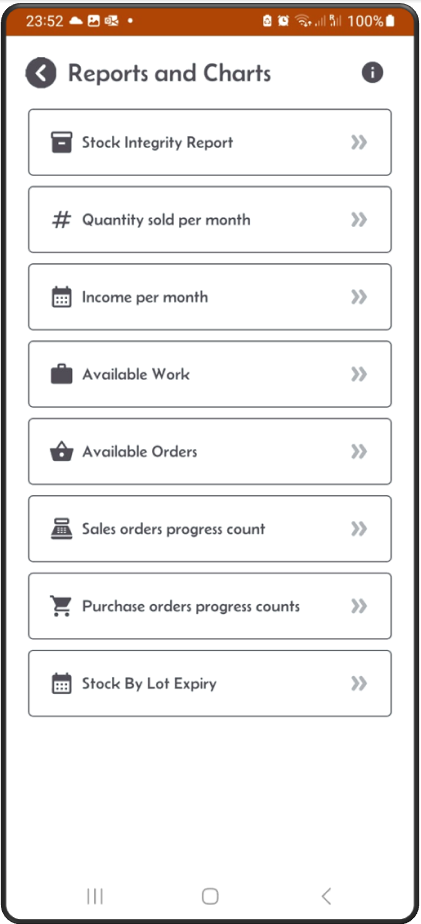 23:52 100%
Reports and Charts
Stock Integrity Report
# Quantity sold per month
Income per month
Available Work
Available Orders
Sales orders progress count
Purchase orders progress counts
Stock By Lot Expiry